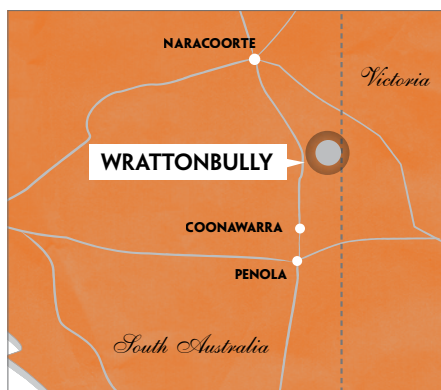 NARACOORTE
Victoria
WRATTONBULLY
COONAWARRA
PENOLA
South Australia